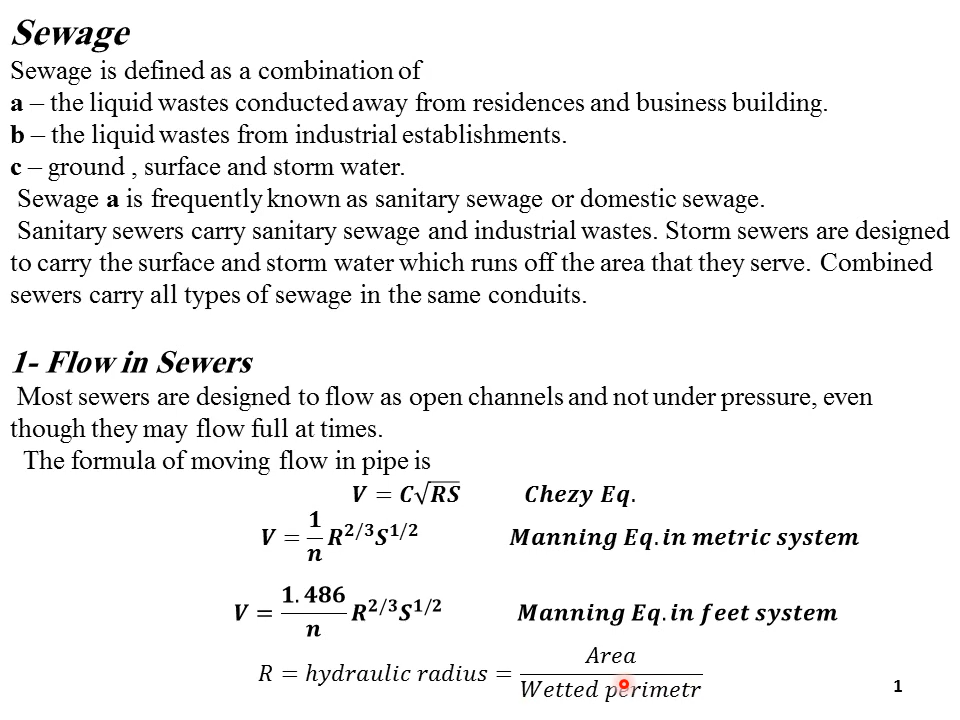 Sewage
Sewage is defined as a combination of
a – the liquid wastes conducted away from residences and business building.
b – the liquid wastes from industrial establishments.
c – ground , surface and storm water.
Sewage a is frequently known as sanitary sewage or domestic sewage.
Sanitary sewers carry sanitary sewage and industrial wastes. Storm sewers are designed
to carry the surface and storm water which runs off the area that they serve. Combined
sewers carry all types of sewage in the same conduits.
1- Flow in Sewers
Most sewers are designed to flow as open channels and not under pressure, even
though they may flow full at times.
The formula of moving flow in pipe is
V = C√RS Chezy Eq.
V = 1/n R^2/3 S^1/2 Manning Eq. in metric system
V = 1.486/n R^2/3 S^1/2 Manning Eq. in feet system
R = hydraulic radius = Area / Wetted perimetr
1